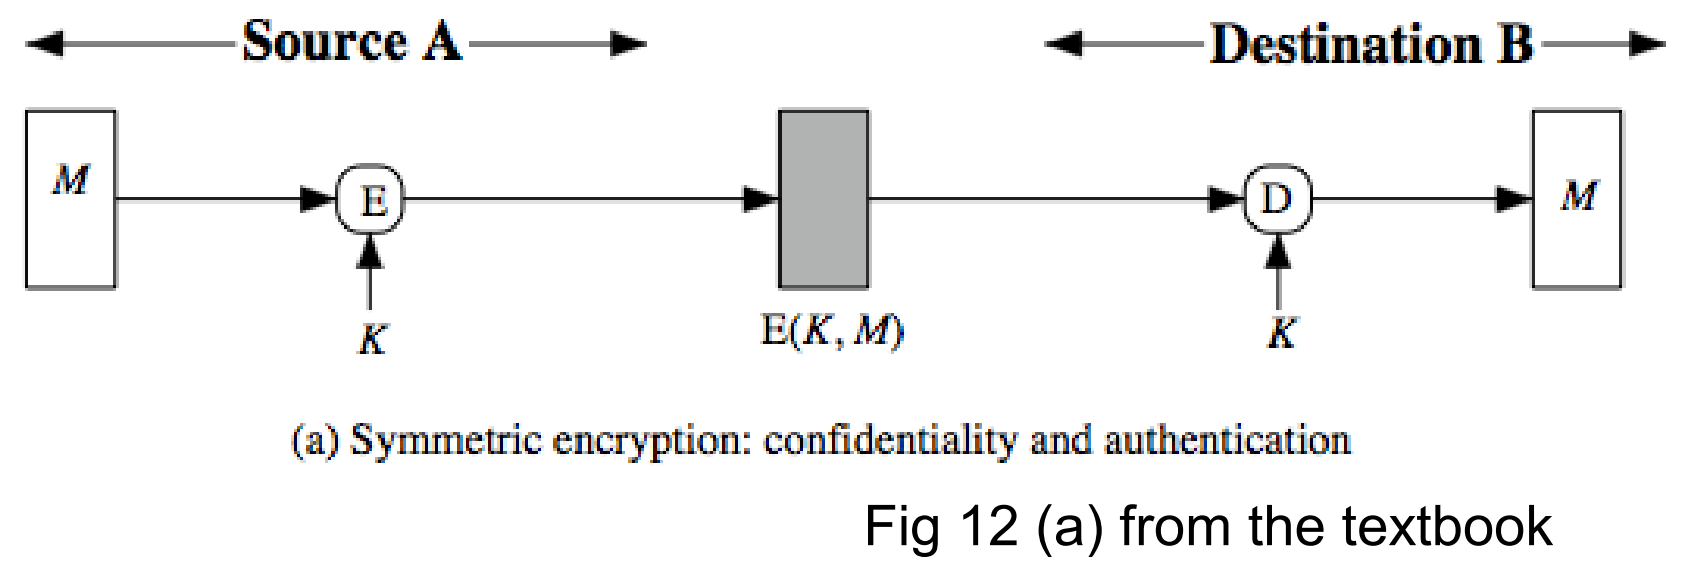 Source A Destination B
M E D M
K E(K, M) K
(a) Symmetric encryption: confidentiality and authentication
Fig 12 (a) from the textbook